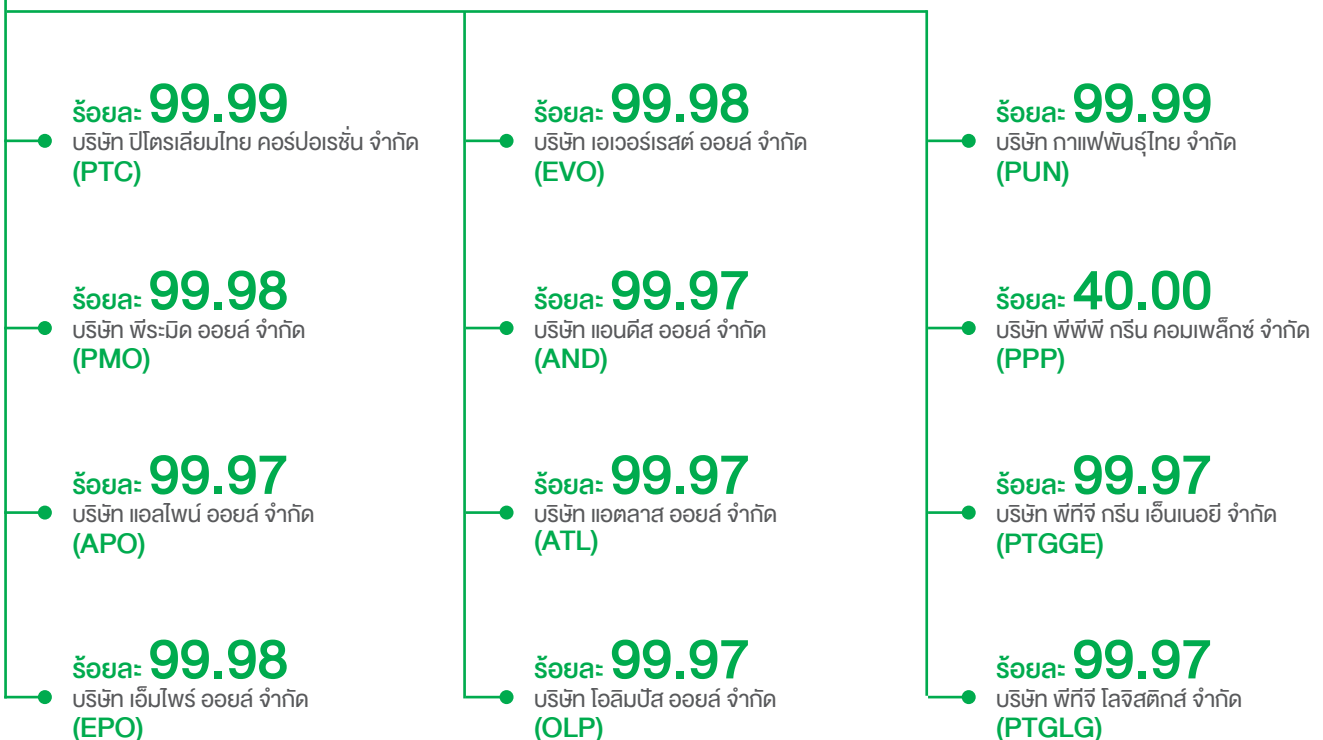 ร้อยละ 99.99
บริษัท ปิโตรเลียมไทย คอร์ปอเรชั่น จำกัด
(PTC)
ร้อยละ 99.98
บริษัท พีระมิด ออยล์ จำกัด
(PMO)
ร้อยละ 99.97
บริษัท แอลไพน์ ออยล์ จำกัด
(APO)
ร้อยละ 99.98
บริษัท เอ็มไพร์ ออยล์ จำกัด
(EPO)
ร้อยละ 99.98
บริษัท เอเวอร์เรสต์ ออยล์ จำกัด
(EVO)
ร้อยละ 99.97
บริษัท แอนดีส ออยล์ จำกัด
(AND)
ร้อยละ 99.97
บริษัท แอตลาส ออยล์ จำกัด
(ATL)
ร้อยละ 99.97
บริษัท โอลิมปัส ออยล์ จำกัด
(OLP)
ร้อยละ 99.99
บริษัท กาแฟพันธุ์ไทย จำกัด
(PUN)
ร้อยละ 40.00
บริษัท พีพีพี กรีน คอมเพล็กซ์ จำกัด
(PPP)
ร้อยละ 99.97
บริษัท พีทีจี กรีน เอ็นเนอยี จำกัด
(PTGGE)
ร้อยละ 99.97
บริษัท พีทีจี โลจิสติกส์ จำกัด
(PTGLG)